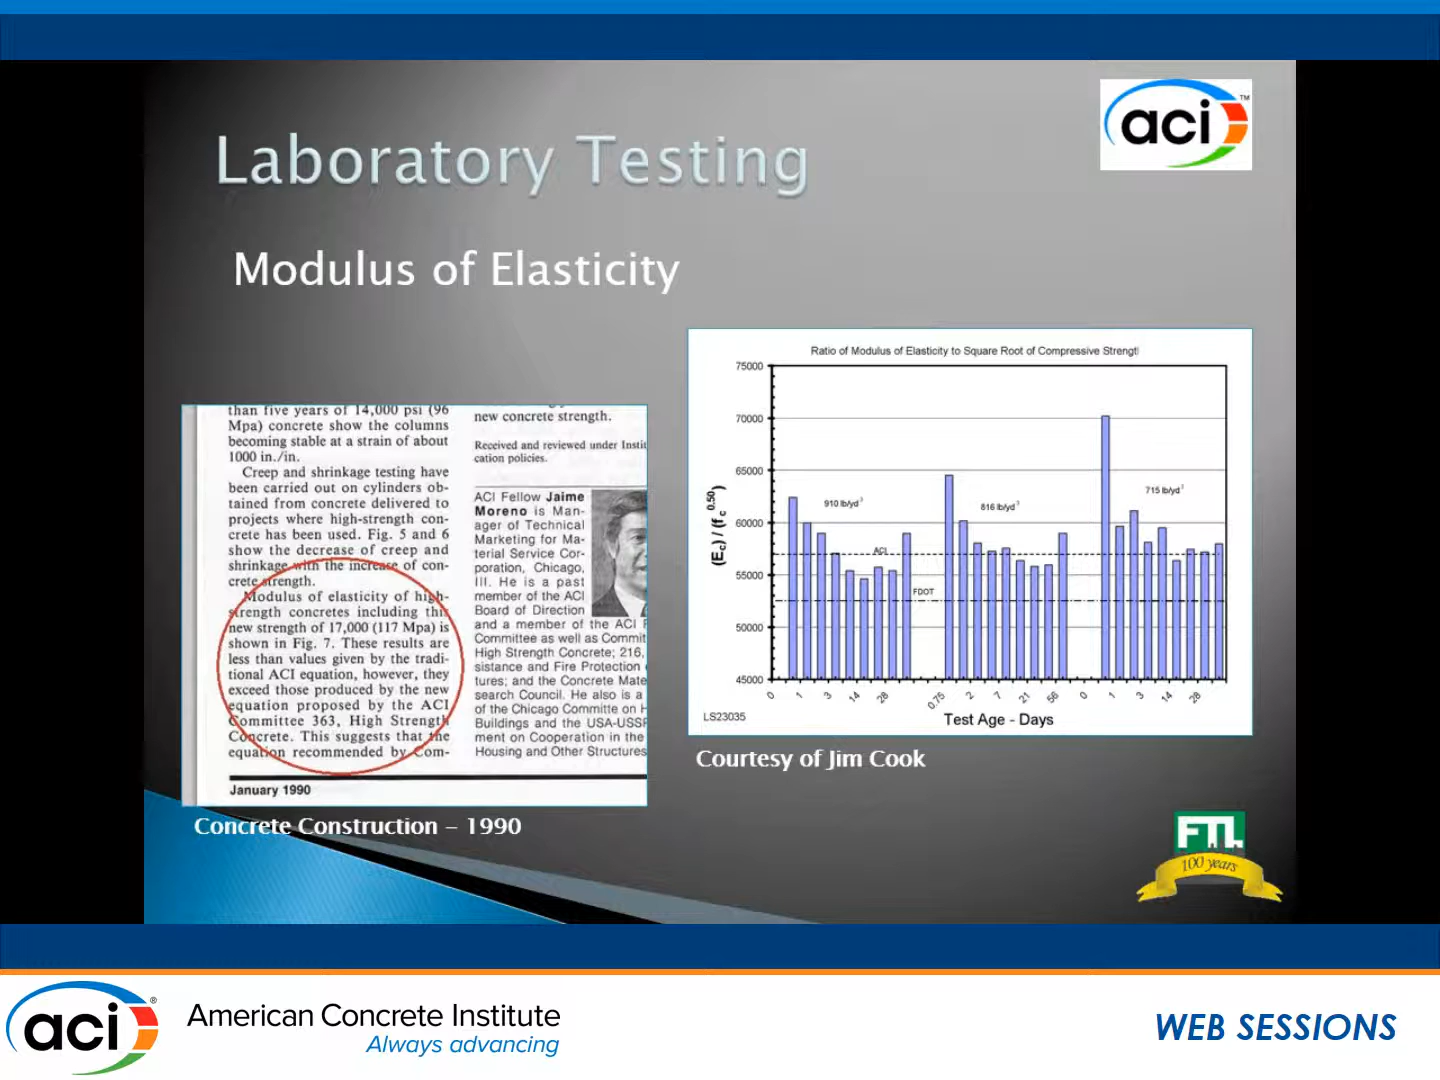 aci
TM
Laboratory Testing
Modulus of Elasticity
than five years of 14,000 psi (96
Mpa) concrete show the columns
becoming stable at a strain of about
1000 in./in.
Creep and shrinkage testing have
been carried out on cylinders ob-
tained from concrete delivered to
projects where high-strength con-
crete has been used. Fig. 5 and 6
show the decrease of creep and
shrinkage with the increase of con-
crete strength.
Modulus of elasticity of high-
strength concretes including this
new strength of 17,000 (117 Mpa) is
shown in Fig. 7. These results are
less than values given by the tradi-
tional ACI equation, however, they
exceed those produced by the new
equation proposed by the ACI
Committee 363, High Strength
Concrete. This suggests that the
equation recommended by Com-
new concrete strength.
Received and reviewed under Instit
cation policies.
ACI Fellow Jaime
Moreno is Man-
ager of Technical
Marketing for Ma-
terial Service Cor-
poration, Chicago,
Ill. He is a past
member of the ACI
Board of Direction
and a member of the ACI F
Committee as well as Commit
High Strength Concrete; 216,
sistance and Fire Protection
tures; and the Concrete Mate
search Council. He also is a
of the Chicago Committe on H
Buildings and the USA-USSR
ment on Cooperation in the
Housing and Other Structures
January 1990
Concrete Construction – 1990
Ratio of Modulus of Elasticity to Square Root of Compressive Strengt
(Ec) / (f c 0.50)
75000
70000
65000
60000
55000
50000
45000
910 lb/yd3
816 lb/yd3
715 lb/yd3
ACI
FDOT
0 1 3 14 28 0.75 2 7 21 56 0 1 3 14 28
Test Age - Days
LS23035
Courtesy of Jim Cook
FTL
100 years
aci®
American Concrete Institute
Always advancing
WEB SESSIONS